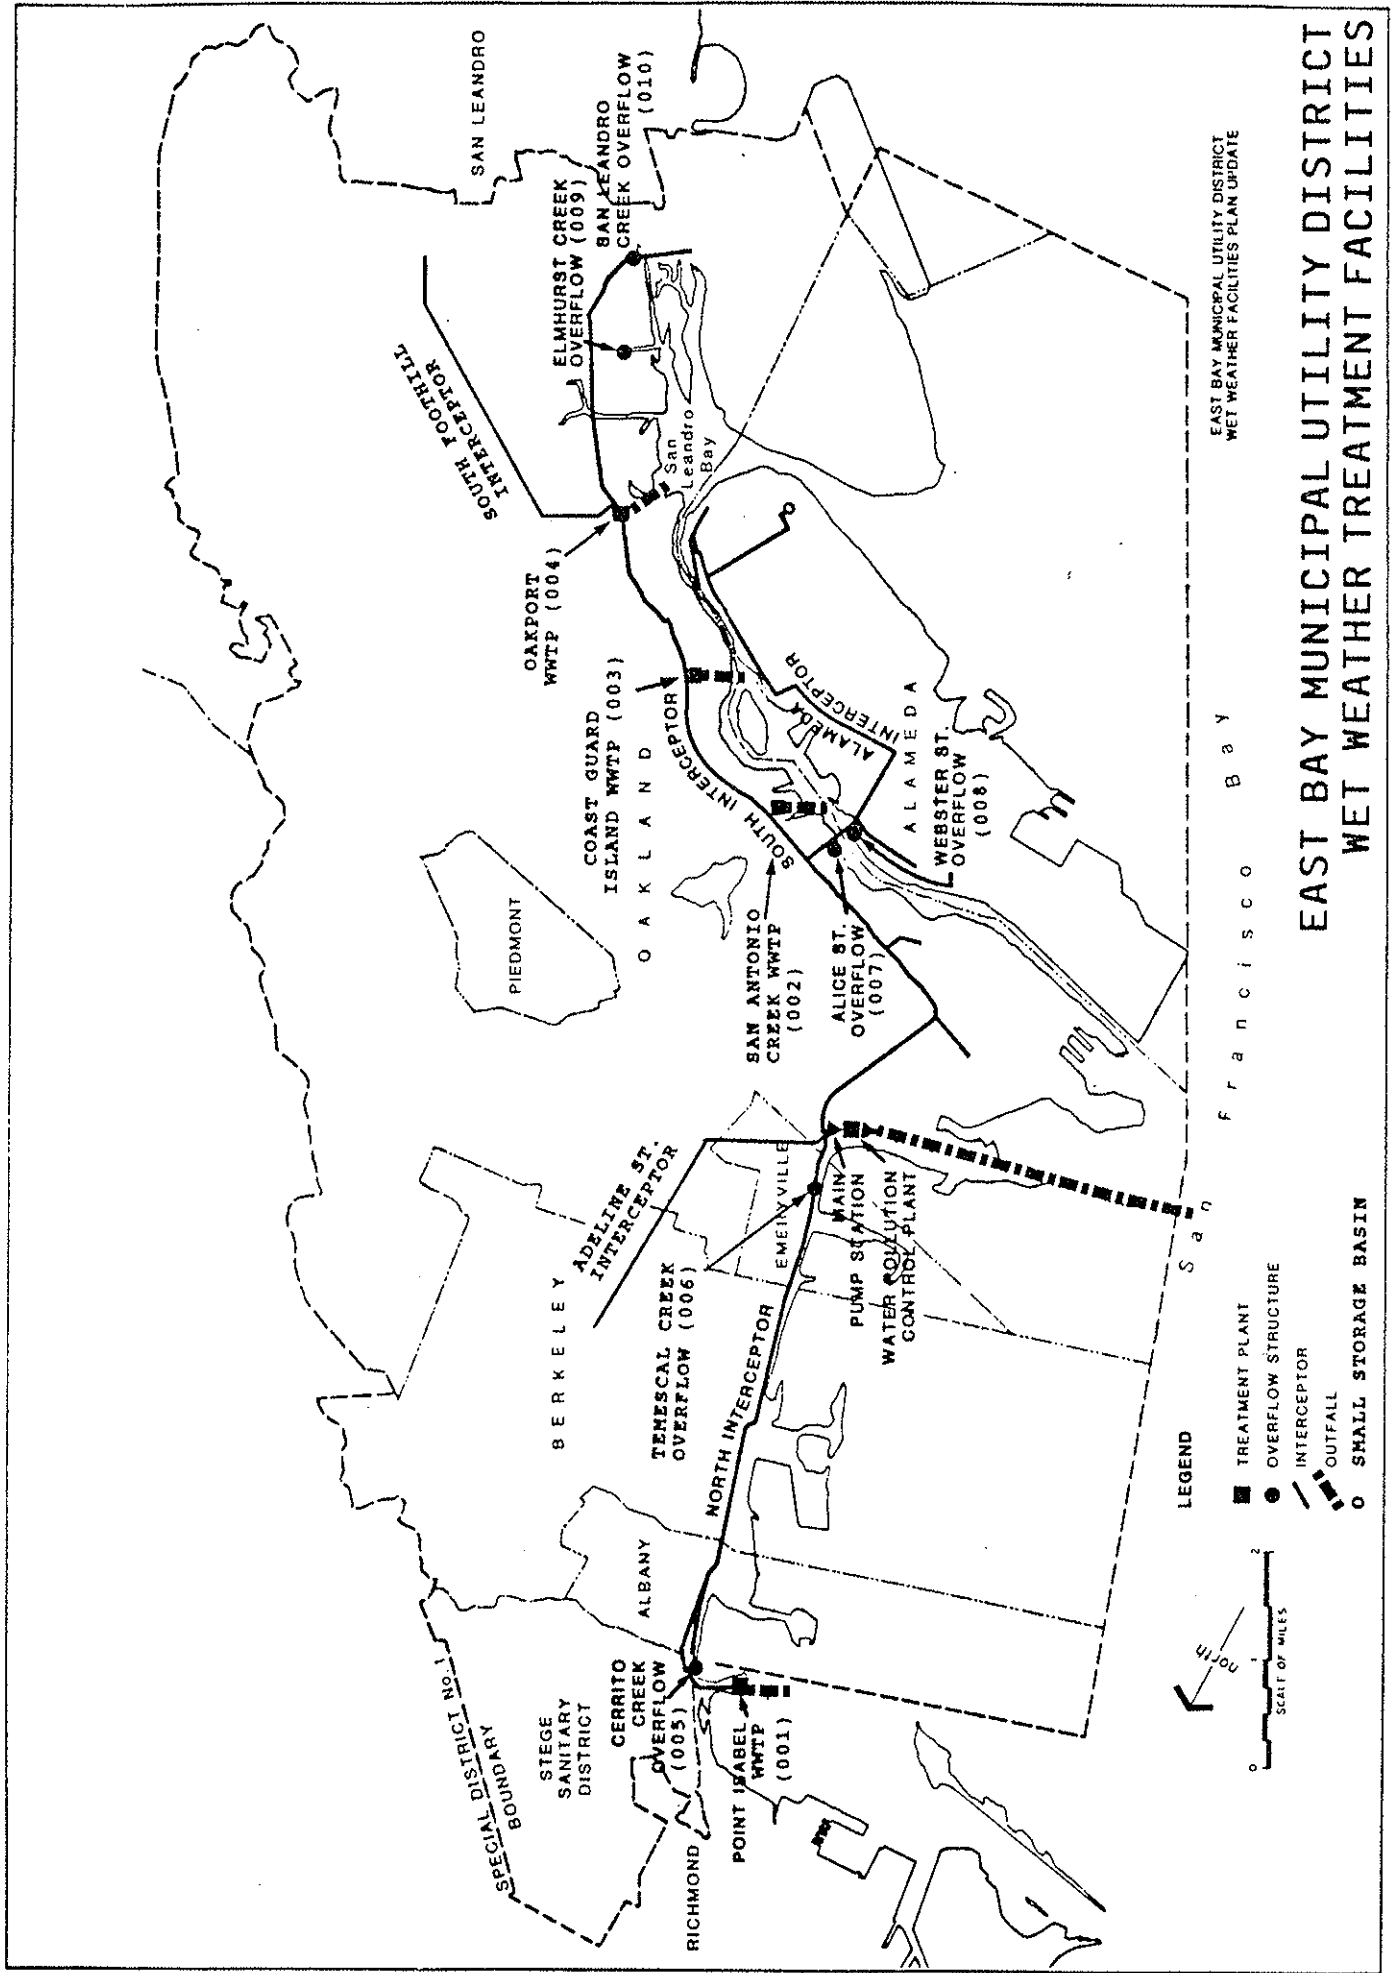 SPECIAL DISTRICT No. 1
BOUNDARY
STEGE
SANITARY
DISTRICT
RICHMOND
CERRITO
CREEK
OVERFLOW
(005)
POINT ISABEL
WWTP
(001)
ALBANY
BERKELEY
NORTH INTERCEPTOR
TEMESCAL CREEK
OVERFLOW (006)
ADELINE ST.
INTERCEPTOR
EMERYVILLE
MAIN
PUMP STATION
WATER POLLUTION
CONTROL PLANT
PIEDMONT
OAKLAND
SAN ANTONIO
CREEK WWTP
(002)
ALICE ST.
OVERFLOW
(007)
COAST GUARD
ISLAND WWTP (003)
SOUTH INTERCEPTOR
ALAMEDA
INTERCEPTOR
ALAMEDA
WEBSTER ST.
OVERFLOW
(008)
OAKPORT
WWTP (004)
SOUTH FOOTHILL
INTERCEPTOR
San
Leandro
Bay
ELMHURST CREEK
OVERFLOW (009)
SAN LEANDRO
CREEK OVERFLOW
(010)
SAN LEANDRO
San Francisco Bay
north
0 1 2
SCALE OF MILES
LEGEND
TREATMENT PLANT
OVERFLOW STRUCTURE
INTERCEPTOR
OUTFALL
O SMALL STORAGE BASIN
EAST BAY MUNICIPAL UTILITY DISTRICT
WET WEATHER FACILITIES PLAN UPDATE
EAST BAY MUNICIPAL UTILITY DISTRICT
WET WEATHER TREATMENT FACILITIES